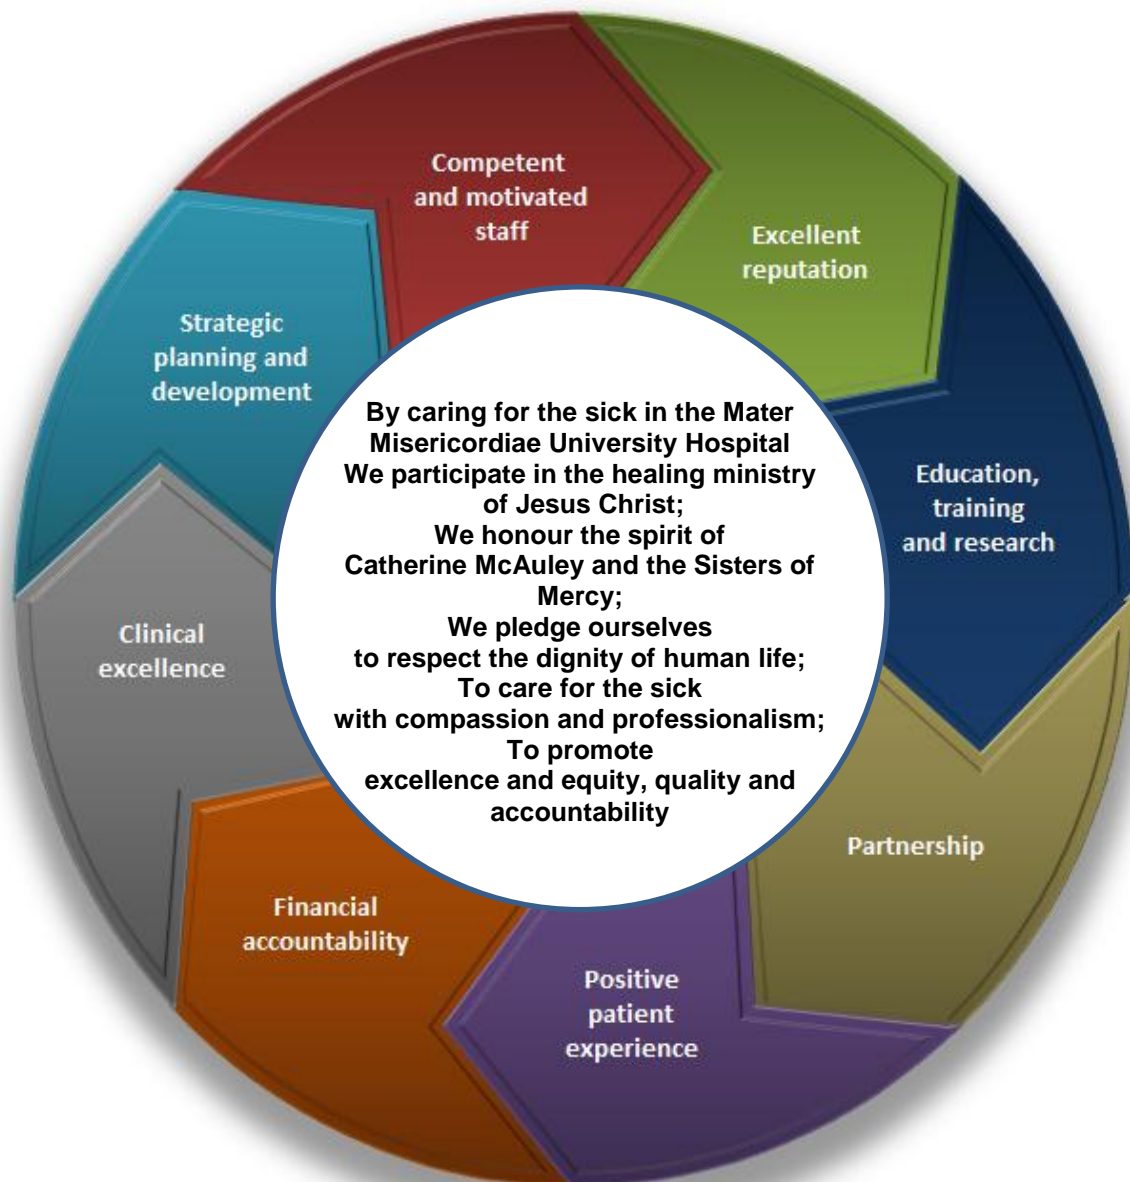 Competent
and motivated
staff
Excellent
reputation
Education,
training
and research
Partnership
Positive
patient
experience
Financial
accountability
Clinical
excellence
Strategic
planning and
development
By caring for the sick in the Mater
Misericordiae University Hospital
We participate in the healing ministry
of Jesus Christ;
We honour the spirit of
Catherine McAuley and the Sisters of
Mercy;
We pledge ourselves
to respect the dignity of human life;
To care for the sick
with compassion and professionalism;
To promote
excellence and equity, quality and
accountability